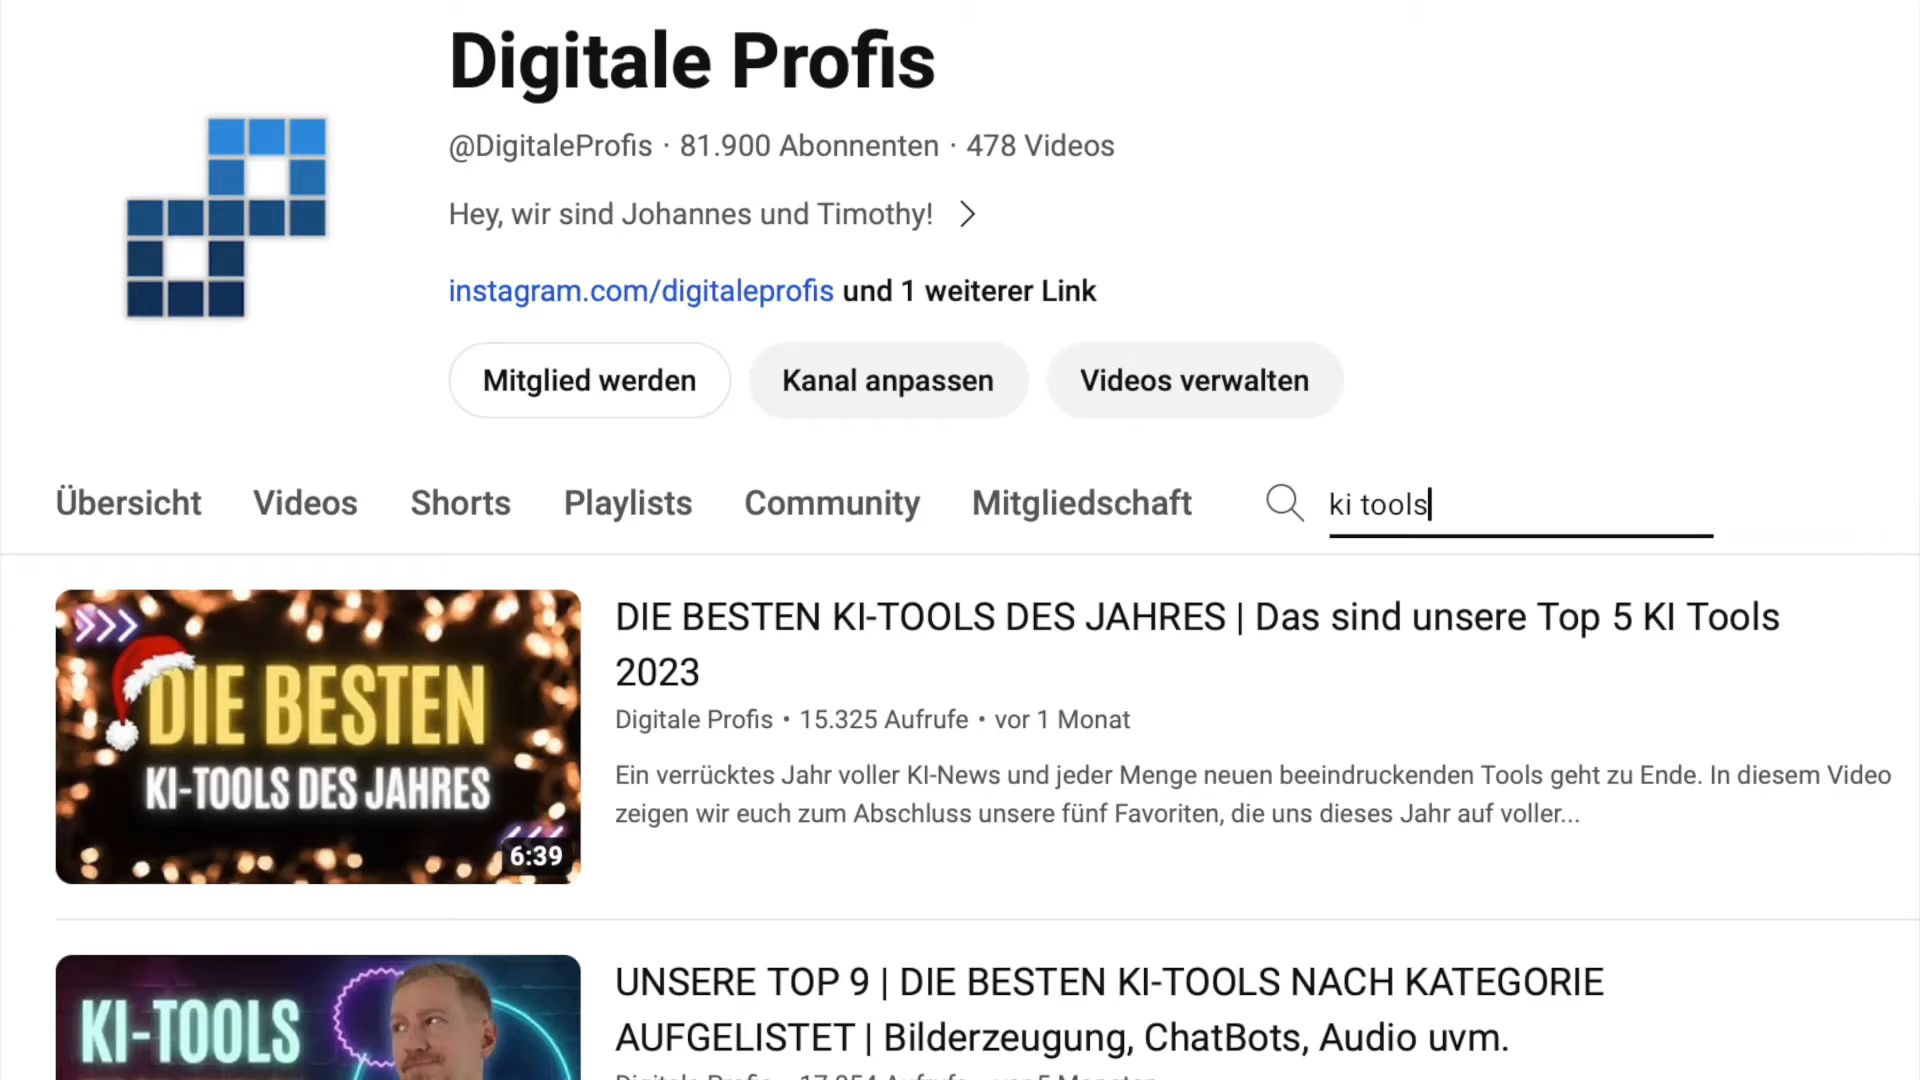 Digitale Profis
@DigitaleProfis · 81.900 Abonnenten · 478 Videos
Hey, wir sind Johannes und Timothy!
instagram.com/digitaleprofis und 1 weiterer Link
Mitglied werden Kanal anpassen Videos verwalten
Übersicht Videos Shorts Playlists Community Mitgliedschaft ki tools
DIE BESTEN
KI-TOOLS DES JAHRES
6:39
DIE BESTEN KI-TOOLS DES JAHRES | Das sind unsere Top 5 KI Tools
2023
Digitale Profis • 15.325 Aufrufe • vor 1 Monat
Ein verrücktes Jahr voller KI-News und jeder Menge neuen beeindruckenden Tools geht zu Ende. In diesem Video
zeigen wir euch zum Abschluss unsere fünf Favoriten, die uns dieses Jahr auf voller...
KI-TOOLS
UNSERE TOP 9 | DIE BESTEN KI-TOOLS NACH KATEGORIE
AUFGELISTET | Bilderzeugung, ChatBots, Audio uvm.